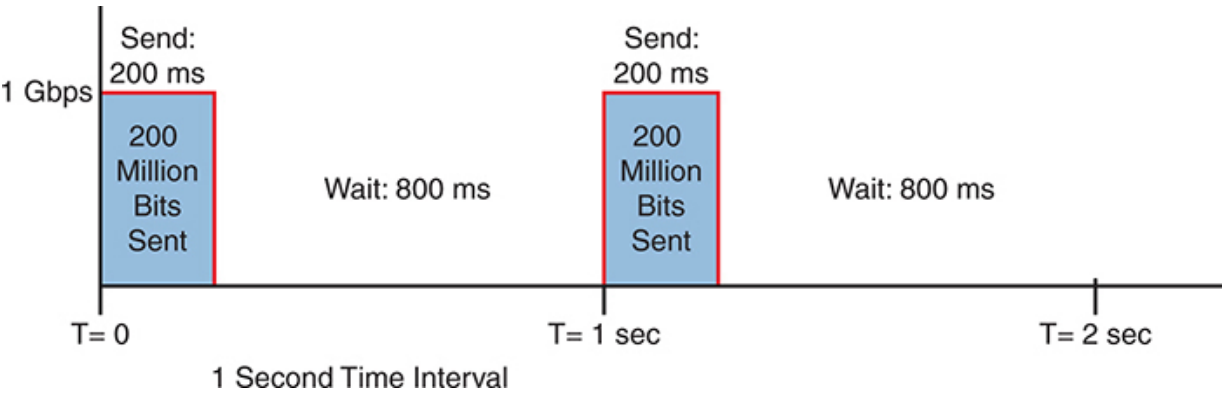 Send:
200 ms
Send:
200 ms
1 Gbps
200
Million
Bits
Sent
Wait: 800 ms
200
Million
Bits
Sent
Wait: 800 ms
T= 0
T= 1 sec
T= 2 sec
1 Second Time Interval